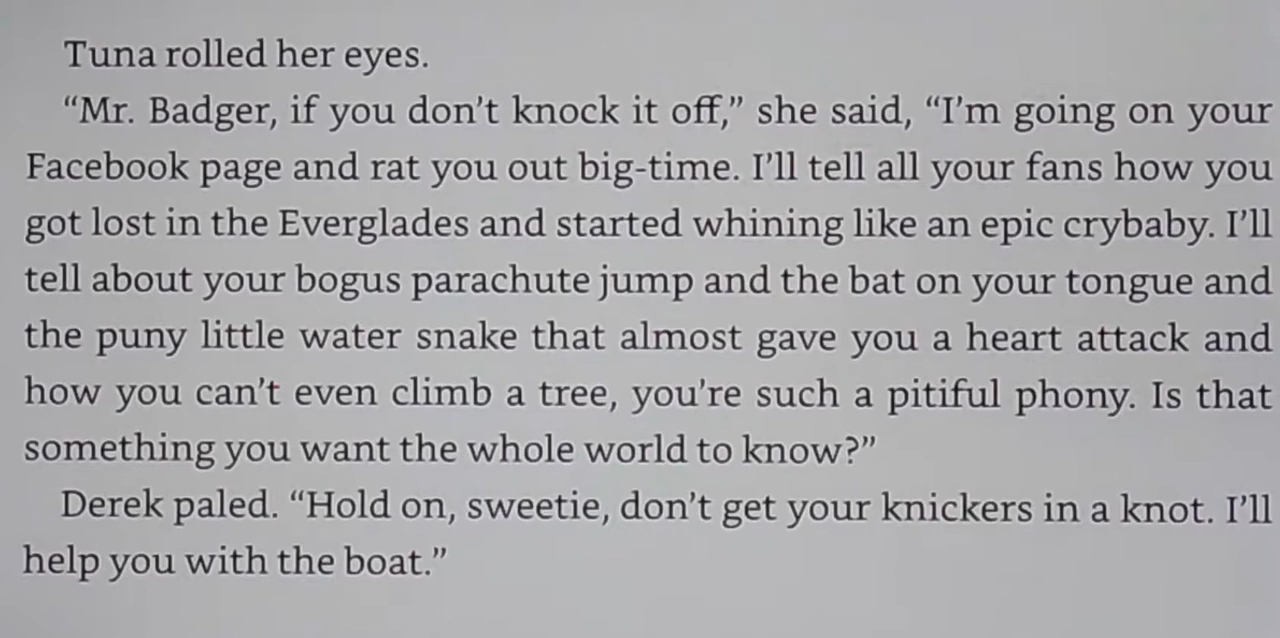 Tuna rolled her eyes.
“Mr. Badger, if you don’t knock it off,” she said, “I’m going on your
Facebook page and rat you out big-time. I’ll tell all your fans how you
got lost in the Everglades and started whining like an epic crybaby. I’ll
tell about your bogus parachute jump and the bat on your tongue and
the puny little water snake that almost gave you a heart attack and
how you can’t even climb a tree, you’re such a pitiful phony. Is that
something you want the whole world to know?”
Derek paled. “Hold on, sweetie, don’t get your knickers in a knot. I’ll
help you with the boat.”